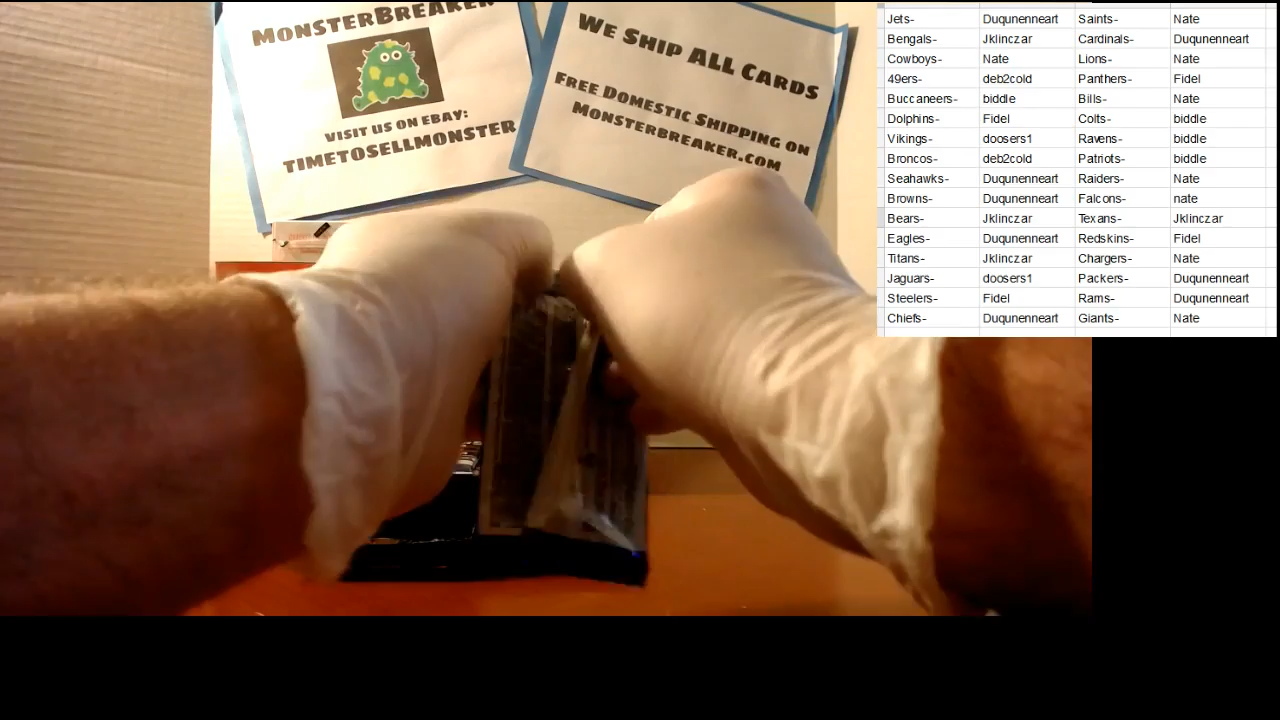 MONSTERBREAKER
VISIT US ON EBAY:
TIMETOSELLMONSTER
WE SHIP ALL CARDS
FREE DOMESTIC SHIPPING ON
MONSTERBREAKER.COM
Jets- Duqunenneart Saints- Nate
Bengals- Jklinczar Cardinals- Duqunenneart
Cowboys- Nate Lions- Nate
49ers- deb2cold Panthers- Fidel
Buccaneers- biddle Bills- Nate
Dolphins- Fidel Colts- biddle
Vikings- doosers1 Ravens- biddle
Broncos- deb2cold Patriots- biddle
Seahawks- Duqunenneart Raiders- Nate
Browns- Duqunenneart Falcons- nate
Bears- Jklinczar Texans- Jklinczar
Eagles- Duqunenneart Redskins- Fidel
Titans- Jklinczar Chargers- Nate
Jaguars- doosers1 Packers- Duqunenneart
Steelers- Fidel Rams- Duqunenneart
Chiefs- Duqunenneart Giants- Nate